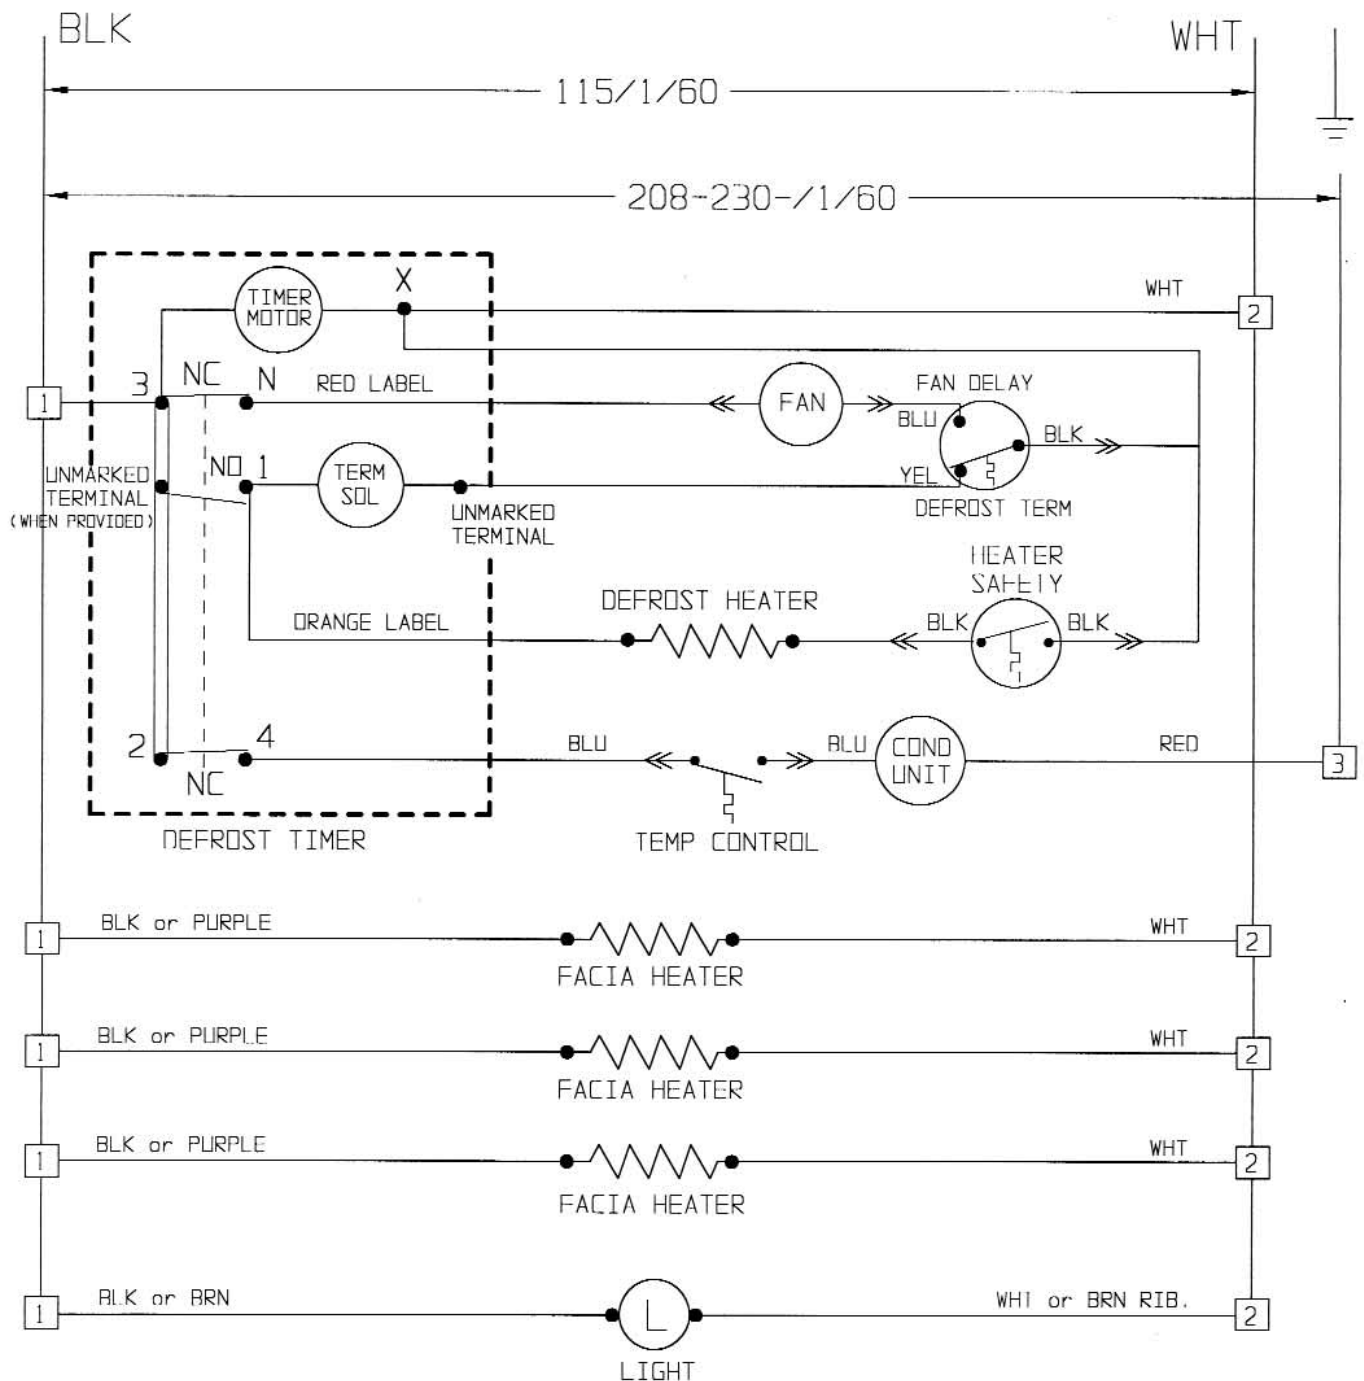 BLK
WHT
115/1/60
208-230-/1/60
TIMER
MOTOR
X
WHT
2
3
NC
N
RED LABEL
FAN
FAN DELAY
1
BLU
BLK
UNMARKED
TERMINAL
(WHEN PROVIDED)
NO
1
TERM
SOL
YEL
UNMARKED
TERMINAL
DEFROST TERM
HEATER
SAFETY
ORANGE LABEL
DEFROST HEATER
BLK
BLK
2
4
NC
BLU
BLU
COND
UNIT
RED
3
DEFROST TIMER
TEMP CONTROL
1
BLK or PURPLE
WHT
2
FACIA HEATER
1
BLK or PURPLE
WHT
2
FACIA HEATER
1
BLK or PURPLE
WHT
2
FACIA HEATER
1
BLK or BRN
L
WHT or BRN RIB.
2
LIGHT